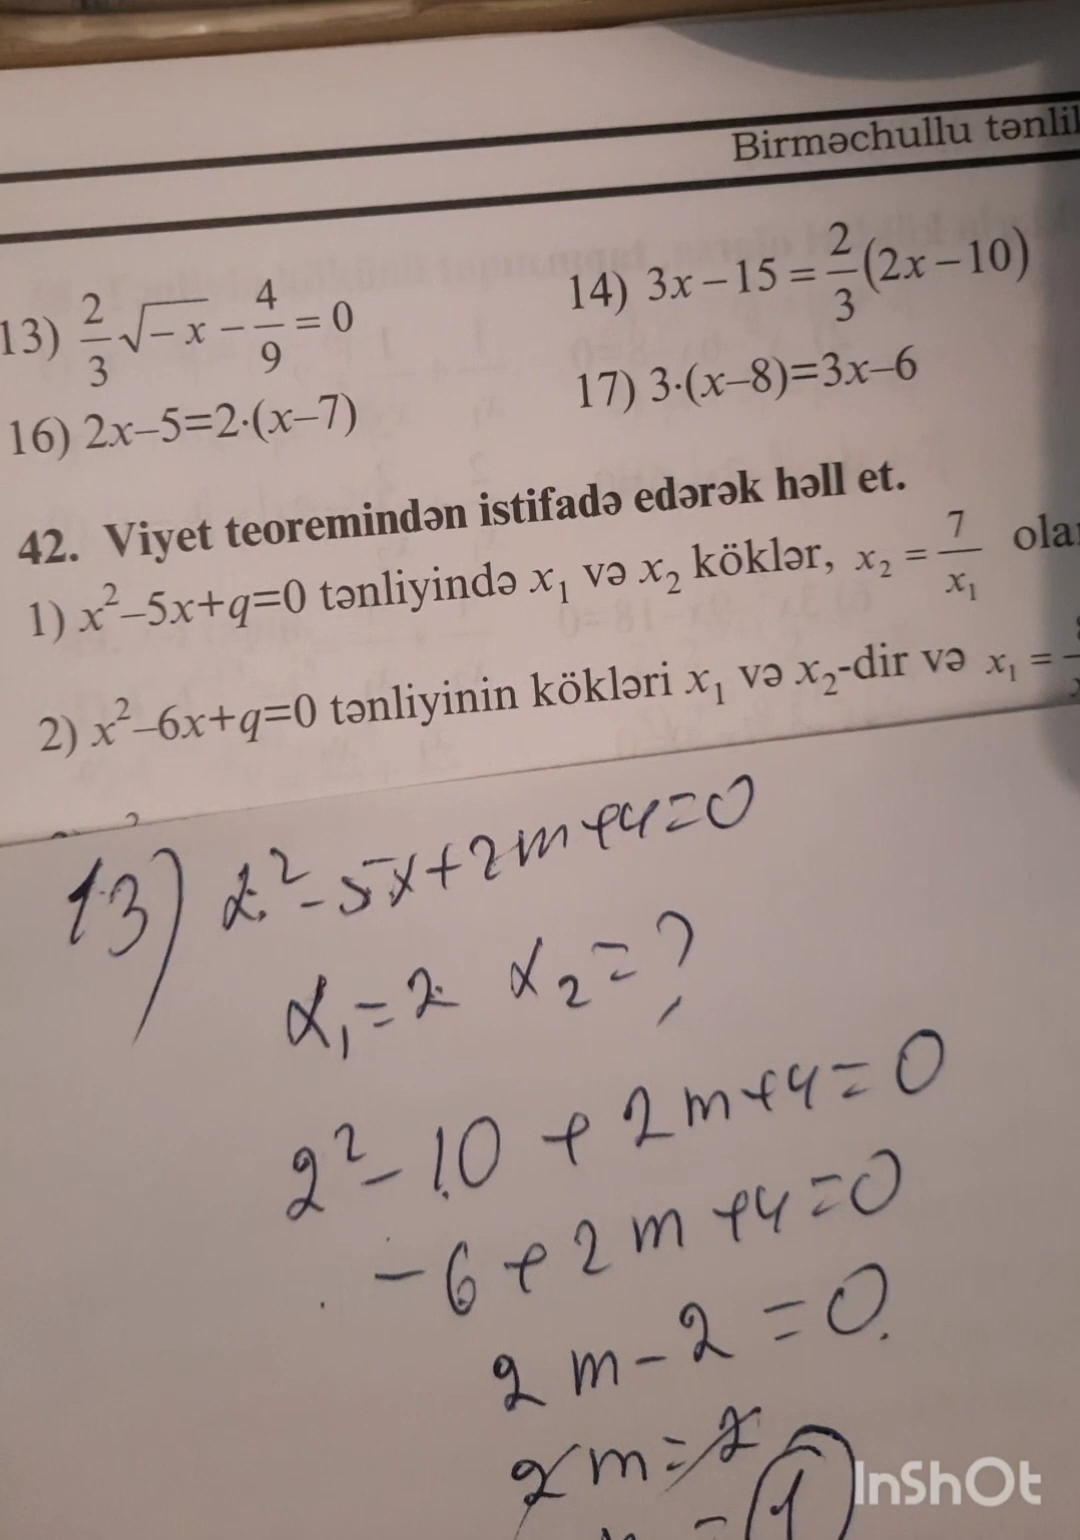 Birməchullu tənlil
13) 2/3 √−x − 4/9 = 0
14) 3x − 15 = 2/3 (2x − 10)
16) 2x−5=2·(x−7)
17) 3·(x−8)=3x−6
42. Viyet teoremindən istifadə edərək həll et.
1) x²−5x+q=0 tənliyində x₁ və x₂ köklər, x₂ = 7/x₁ olar
2) x²−6x+q=0 tənliyinin kökləri x₁ və x₂-dir və x₁ =
13) x²−5x+2m+4=0
x₁=2 x₂=?
2²−10+2m+4=0
−6+2m+4=0
2m−2=0
2m=2
=1
InShOt